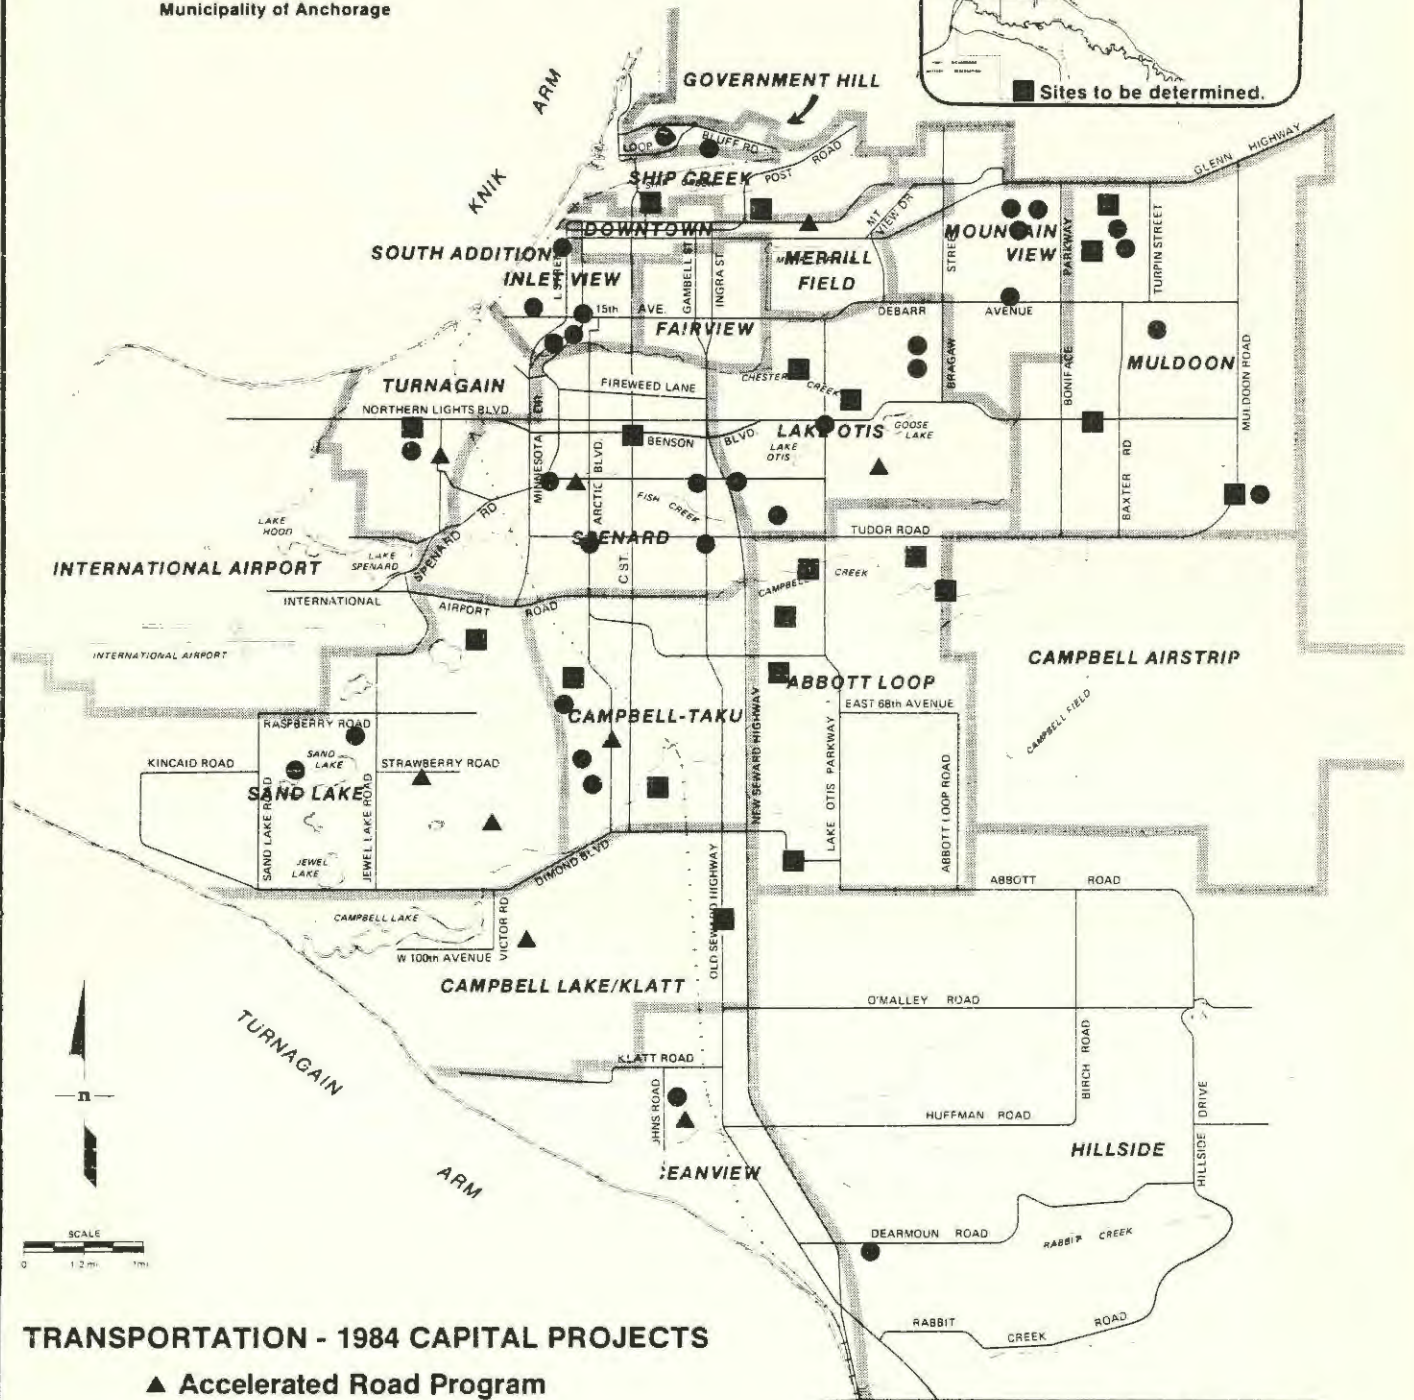 Municipality of Anchorage
Sites to be determined.
GOVERNMENT HILL
KNIK ARM
LOOP
BLUFF RD
POST ROAD
SHIP CREEK
GLENN HIGHWAY
MT VIEW DR
DOWNTOWN
SOUTH ADDITION
INLET VIEW
L STREET
GAMBELL ST
INGRA ST
MERRILL FIELD
MOUNTAIN VIEW
STREET
PARKWAY
TURPIN STREET
15th AVE.
FAIRVIEW
DEBARR AVENUE
MULDOON
MULDOON ROAD
BRAGAW
BONIFACE
CHESTER CREEK
TURNAGAIN
FIREWEED LANE
NORTHERN LIGHTS BLVD.
MINNESOTA DR.
ARCTIC BLVD.
BENSON BLVD.
LAKE OTIS
LAKE OTIS
GOOSE LAKE
BAXTER RD
FISH CREEK
LAKE HOOD
LAKE SPENARD
SPENARD RD
SPENARD
TUDOR ROAD
C ST.
INTERNATIONAL AIRPORT
INTERNATIONAL AIRPORT ROAD
CAMPBELL CREEK
INTERNATIONAL AIRPORT
CAMPBELL AIRSTRIP
CAMPBELL FIELD
ABBOTT LOOP
EAST 68th AVENUE
CAMPBELL-TAKU
NEW SEWARD HIGHWAY
LAKE OTIS PARKWAY
ABBOTT LOOP ROAD
RASPBERRY ROAD
KINCAID ROAD
SAND LAKE
STRAWBERRY ROAD
SAND LAKE
SAND LAKE ROAD
JEWEL LAKE ROAD
JEWEL LAKE
DIMOND BLVD.
ABBOTT ROAD
CAMPBELL LAKE
VICTOR RD
W 100th AVENUE
OLD SEWARD HIGHWAY
CAMPBELL LAKE/KLATT
O'MALLEY ROAD
BIRCH ROAD
TURNAGAIN ARM
KLATT ROAD
OHNS ROAD
HUFFMAN ROAD
HILLSIDE DRIVE
HILLSIDE
CEANVIEW
n
DEARMOUN ROAD
RABBIT CREEK
SCALE
0 1/2 mi 1mi
RABBIT CREEK ROAD
TRANSPORTATION - 1984 CAPITAL PROJECTS
▲ Accelerated Road Program